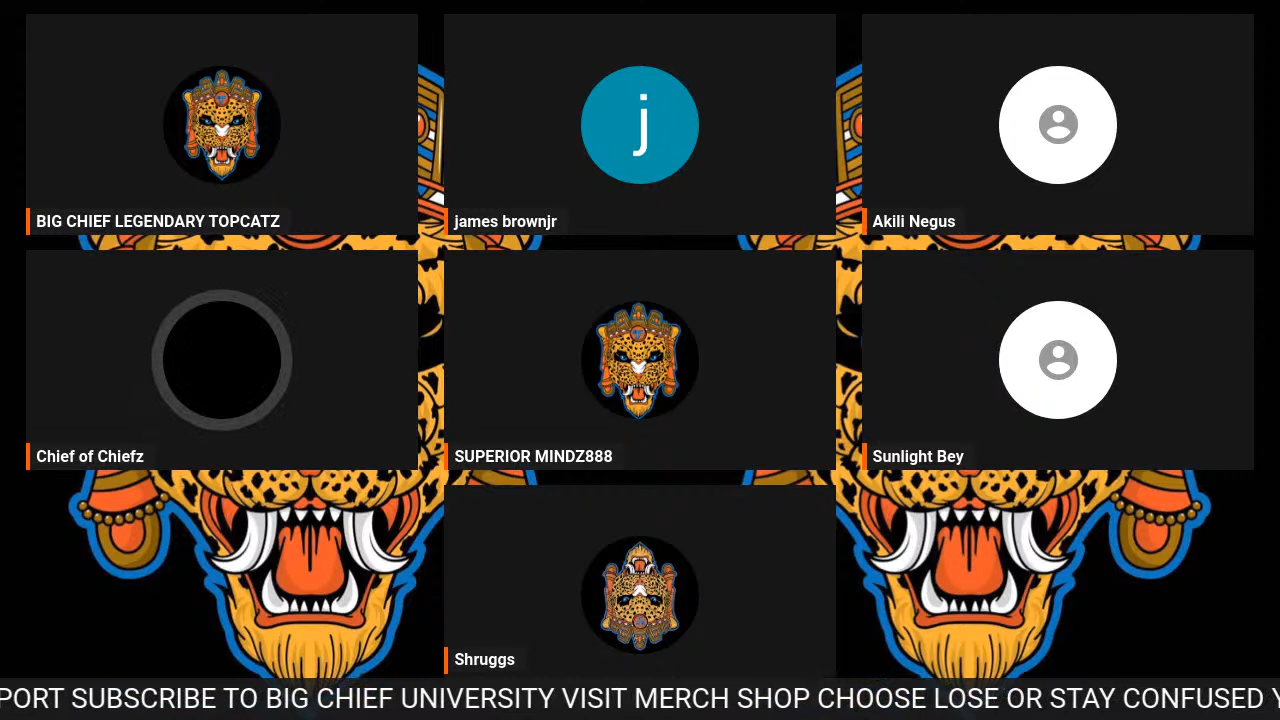 j
BIG CHIEF LEGENDARY TOPCATZ
james brownjr
Akili Negus
Chief of Chiefz
SUPERIOR MINDZ888
Sunlight Bey
Shruggs
PORT SUBSCRIBE TO BIG CHIEF UNIVERSITY VISIT MERCH SHOP CHOOSE LOSE OR STAY CONFUSED Y